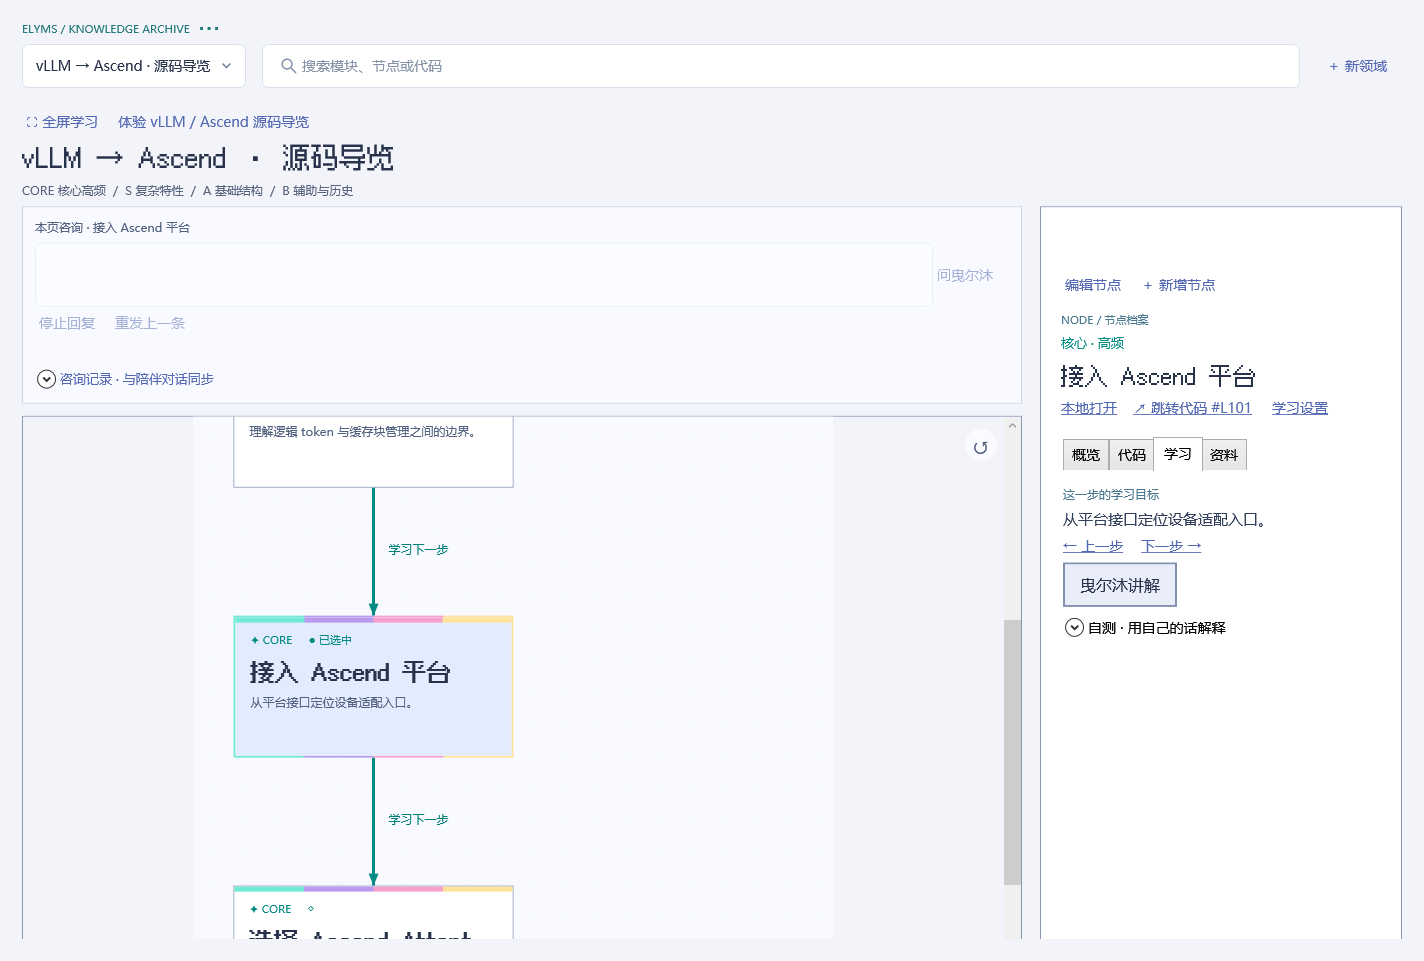 ELYMS / KNOWLEDGE ARCHIVE ···
vLLM → Ascend · 源码导览
搜索模块、节点或代码
+ 新领域
全屏学习 体验 vLLM / Ascend 源码导览
vLLM → Ascend · 源码导览
CORE 核心高频 / S 复杂特性 / A 基础结构 / B 辅助与历史
本页咨询 · 接入 Ascend 平台
问曳尔沐
停止回复 重发上一条
咨询记录 · 与陪伴对话同步
理解逻辑 token 与缓存块管理之间的边界。
学习下一步
✦ CORE ● 已选中
接入 Ascend 平台
从平台接口定位设备适配入口。
学习下一步
✦ CORE ◇
选择 Ascend Attent
编辑节点 + 新增节点
NODE / 节点档案
核心 · 高频
接入 Ascend 平台
本地打开 ↗ 跳转代码 #L101 学习设置
概览 代码 学习 资料
这一步的学习目标
从平台接口定位设备适配入口。
← 上一步 下一步 →
曳尔沐讲解
自测 · 用自己的话解释